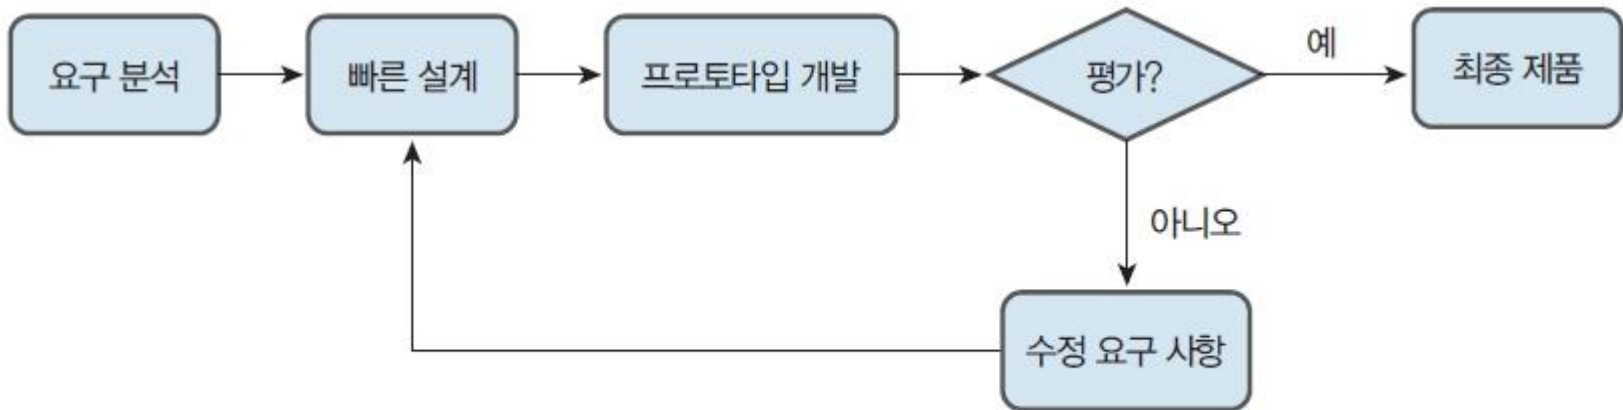 요구 분석
빠른 설계
프로토타입 개발
평가?
예
최종 제품
아니오
수정 요구 사항